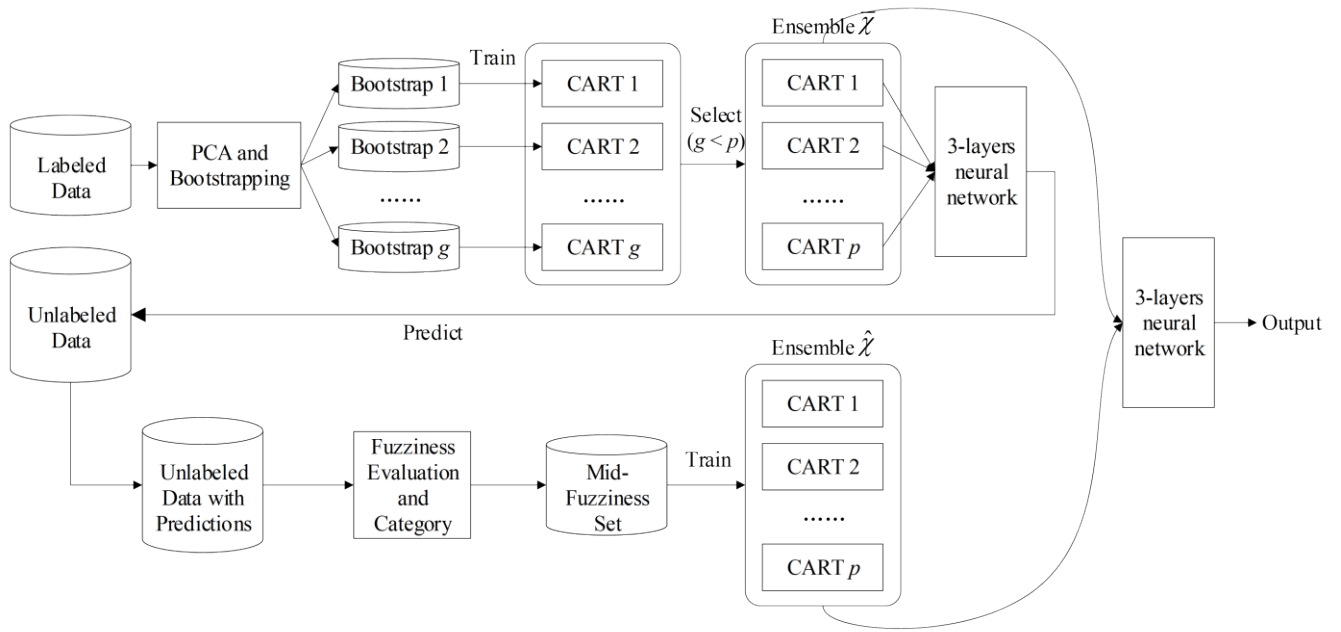 Ensemble χ̄
Train
Bootstrap 1
CART 1
CART 1
Labeled
Data
PCA and
Bootstrapping
Bootstrap 2
CART 2
Select
(g < p)
CART 2
3-layers
neural
network
......
......
......
Bootstrap g
CART g
CART p
Unlabeled
Data
Predict
3-layers
neural
network
Output
Ensemble χ̂
CART 1
Unlabeled
Data with
Predictions
Fuzziness
Evaluation
and
Category
Mid-
Fuzziness
Set
Train
CART 2
......
CART p